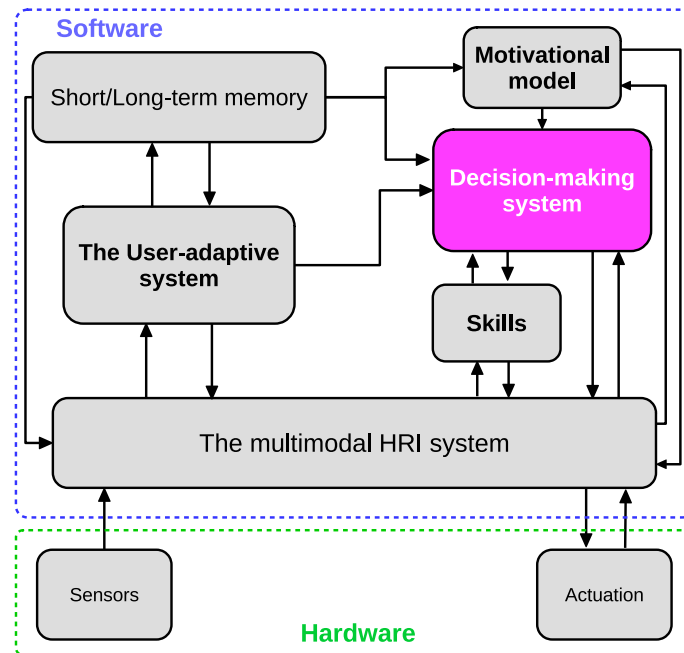 Software
Motivational
model
Short/Long-term memory
Decision-making
system
The User-adaptive
system
Skills
The multimodal HRI system
Sensors
Actuation
Hardware